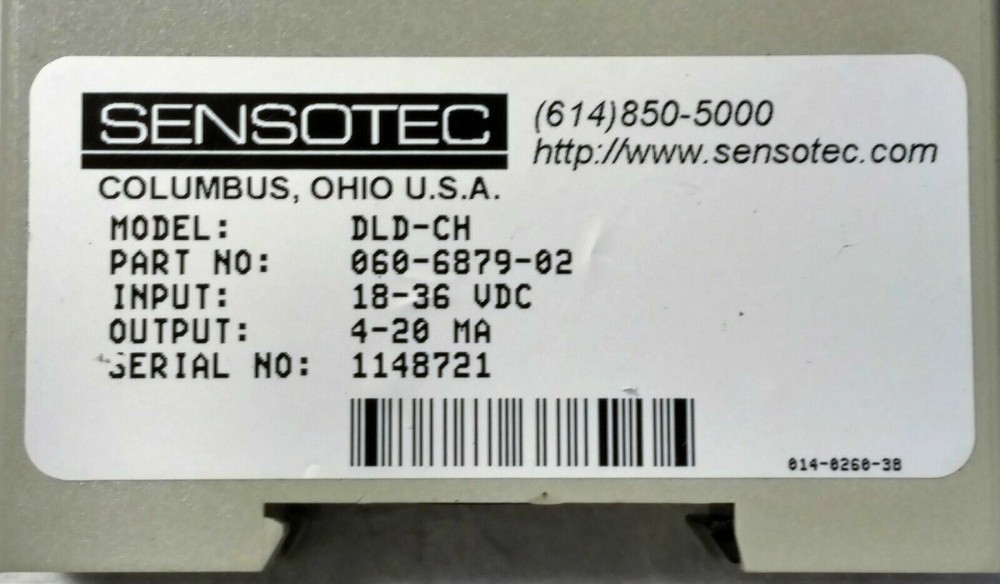 SENSOTEC
(614)850-5000
http://www.sensotec.com
COLUMBUS, OHIO U.S.A.
MODEL: DLD-CH
PART NO: 060-6879-02
INPUT: 18-36 VDC
OUTPUT: 4-20 MA
SERIAL NO: 1148721
014-0260-3B